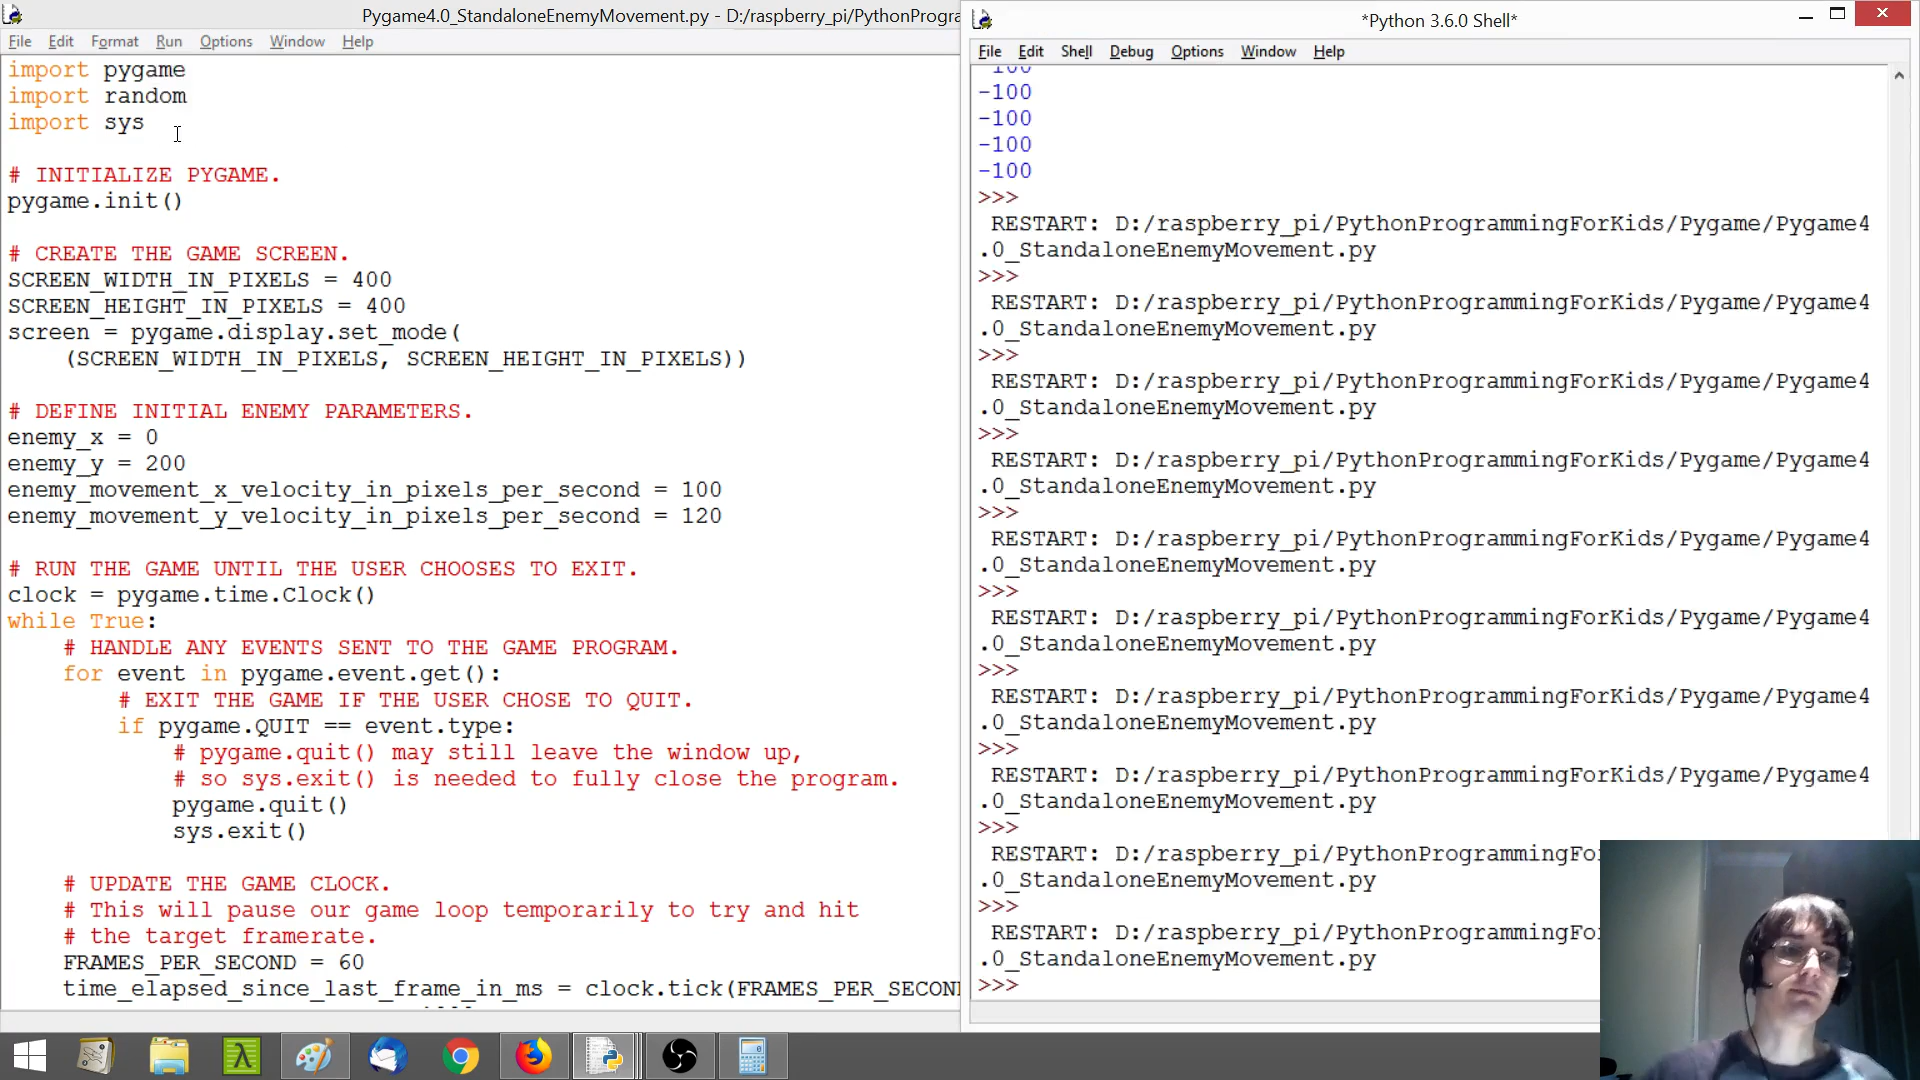 Pygame4.0_StandaloneEnemyMovement.py - D:/raspberry_pi/PythonProgra
File Edit Format Run Options Window Help
import pygame
import random
import sys
# INITIALIZE PYGAME.
pygame.init()
# CREATE THE GAME SCREEN.
SCREEN_WIDTH_IN_PIXELS = 400
SCREEN_HEIGHT_IN_PIXELS = 400
screen = pygame.display.set_mode(
(SCREEN_WIDTH_IN_PIXELS, SCREEN_HEIGHT_IN_PIXELS))
# DEFINE INITIAL ENEMY PARAMETERS.
enemy_x = 0
enemy_y = 200
enemy_movement_x_velocity_in_pixels_per_second = 100
enemy_movement_y_velocity_in_pixels_per_second = 120
# RUN THE GAME UNTIL THE USER CHOOSES TO EXIT.
clock = pygame.time.Clock()
while True:
# HANDLE ANY EVENTS SENT TO THE GAME PROGRAM.
for event in pygame.event.get():
# EXIT THE GAME IF THE USER CHOSE TO QUIT.
if pygame.QUIT == event.type:
# pygame.quit() may still leave the window up,
# so sys.exit() is needed to fully close the program.
pygame.quit()
sys.exit()
# UPDATE THE GAME CLOCK.
# This will pause our game loop temporarily to try and hit
# the target framerate.
FRAMES_PER_SECOND = 60
time_elapsed_since_last_frame_in_ms = clock.tick(FRAMES_PER_SECON
*Python 3.6.0 Shell*
File Edit Shell Debug Options Window Help
-100
-100
-100
-100
-100
>>>
RESTART: D:/raspberry_pi/PythonProgrammingForKids/Pygame/Pygame4
.0_StandaloneEnemyMovement.py
>>>
RESTART: D:/raspberry_pi/PythonProgrammingForKids/Pygame/Pygame4
.0_StandaloneEnemyMovement.py
>>>
RESTART: D:/raspberry_pi/PythonProgrammingForKids/Pygame/Pygame4
.0_StandaloneEnemyMovement.py
>>>
RESTART: D:/raspberry_pi/PythonProgrammingForKids/Pygame/Pygame4
.0_StandaloneEnemyMovement.py
>>>
RESTART: D:/raspberry_pi/PythonProgrammingForKids/Pygame/Pygame4
.0_StandaloneEnemyMovement.py
>>>
RESTART: D:/raspberry_pi/PythonProgrammingForKids/Pygame/Pygame4
.0_StandaloneEnemyMovement.py
>>>
RESTART: D:/raspberry_pi/PythonProgrammingForKids/Pygame/Pygame4
.0_StandaloneEnemyMovement.py
>>>
RESTART: D:/raspberry_pi/PythonProgrammingForKids/Pygame/Pygame4
.0_StandaloneEnemyMovement.py
>>>
RESTART: D:/raspberry_pi/PythonProgrammingFo
.0_StandaloneEnemyMovement.py
>>>
RESTART: D:/raspberry_pi/PythonProgrammingFo
.0_StandaloneEnemyMovement.py
>>>